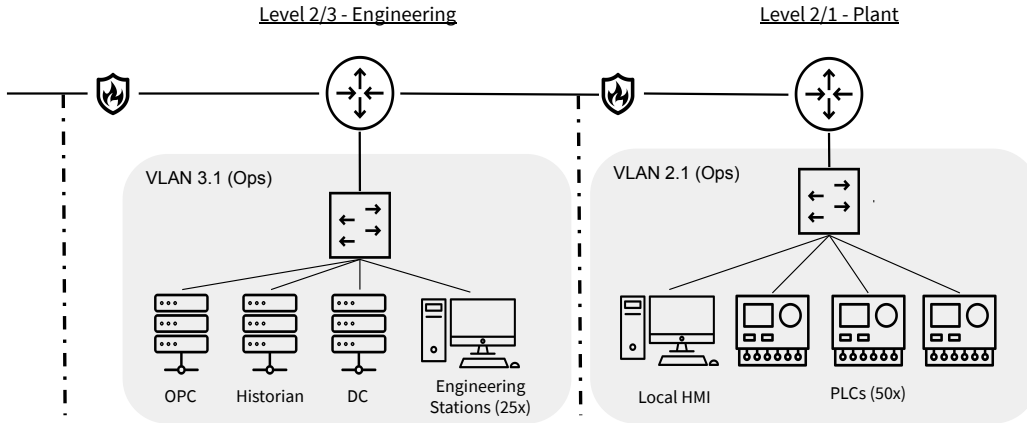 Level 2/3 - Engineering
Level 2/1 - Plant
VLAN 3.1 (Ops)
VLAN 2.1 (Ops)
OPC
Historian
DC
Engineering
Stations (25x)
Local HMI
PLCs (50x)